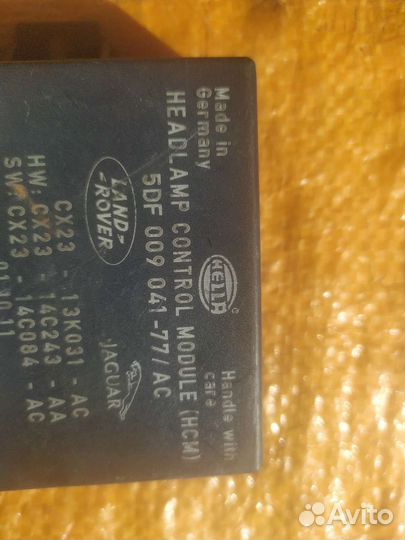 Made in
Germany
HELLA
Handle with
care
HEADLAMP CONTROL MODULE (HCM)
5DF 009 041-77/AC
LAND-
-ROVER
JAGUAR
CX23 - 13K031 - AC
HW: CX23 - 14C243 - AA
SW: CX23 - 14C084 - AC
Avito